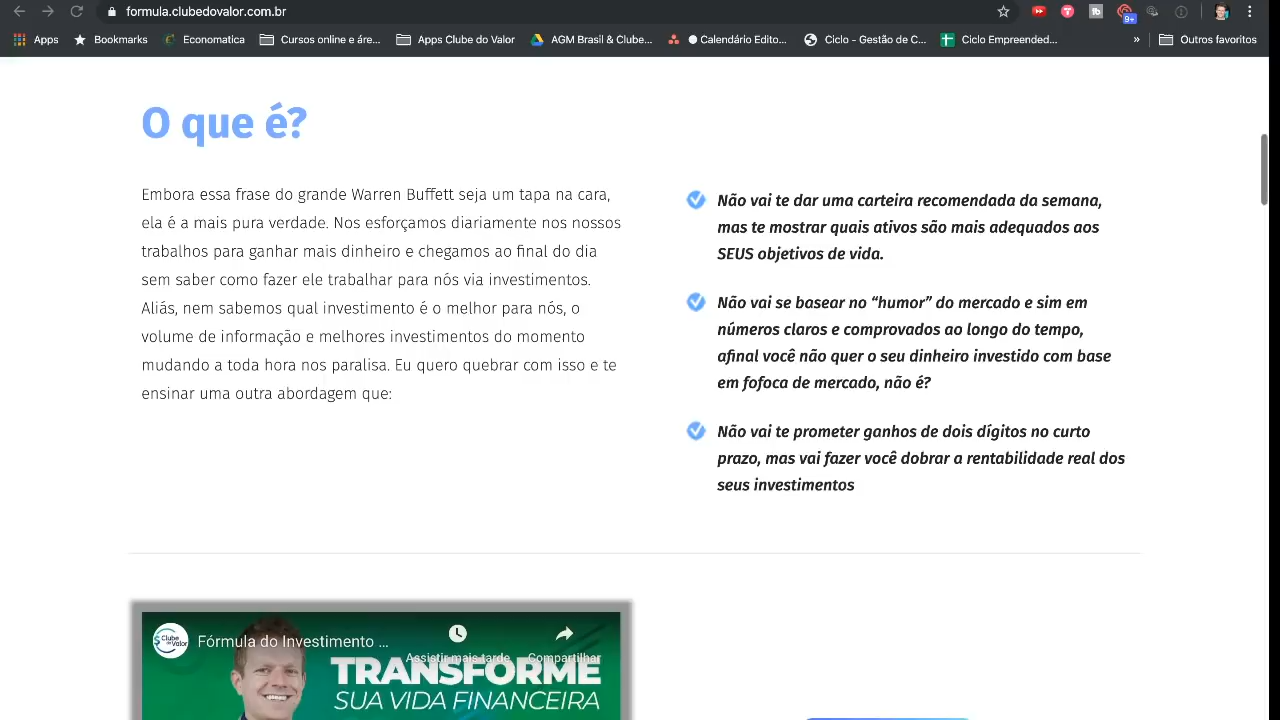 formula.clubedovalor.com.br
9+
Apps
Bookmarks
Economatica
Cursos online e áre...
Apps Clube do Valor
AGM Brasil & Clube...
Calendário Edito...
Ciclo - Gestão de C...
Ciclo Empreended...
»
Outros favoritos
O que é?
Embora essa frase do grande Warren Buffett seja um tapa na cara,
ela é a mais pura verdade. Nos esforçamos diariamente nos nossos
trabalhos para ganhar mais dinheiro e chegamos ao final do dia
sem saber como fazer ele trabalhar para nós via investimentos.
Aliás, nem sabemos qual investimento é o melhor para nós, o
volume de informação e melhores investimentos do momento
mudando a toda hora nos paralisa. Eu quero quebrar com isso e te
ensinar uma outra abordagem que:
Não vai te dar uma carteira recomendada da semana,
mas te mostrar quais ativos são mais adequados aos
SEUS objetivos de vida.
Não vai se basear no “humor” do mercado e sim em
números claros e comprovados ao longo do tempo,
afinal você não quer o seu dinheiro investido com base
em fofoca de mercado, não é?
Não vai te prometer ganhos de dois dígitos no curto
prazo, mas vai fazer você dobrar a rentabilidade real dos
seus investimentos
Clube do Valor
Fórmula do Investimento ...
Assistir mais tarde
Compartilhar
TRANSFORME
SUA VIDA FINANCEIRA